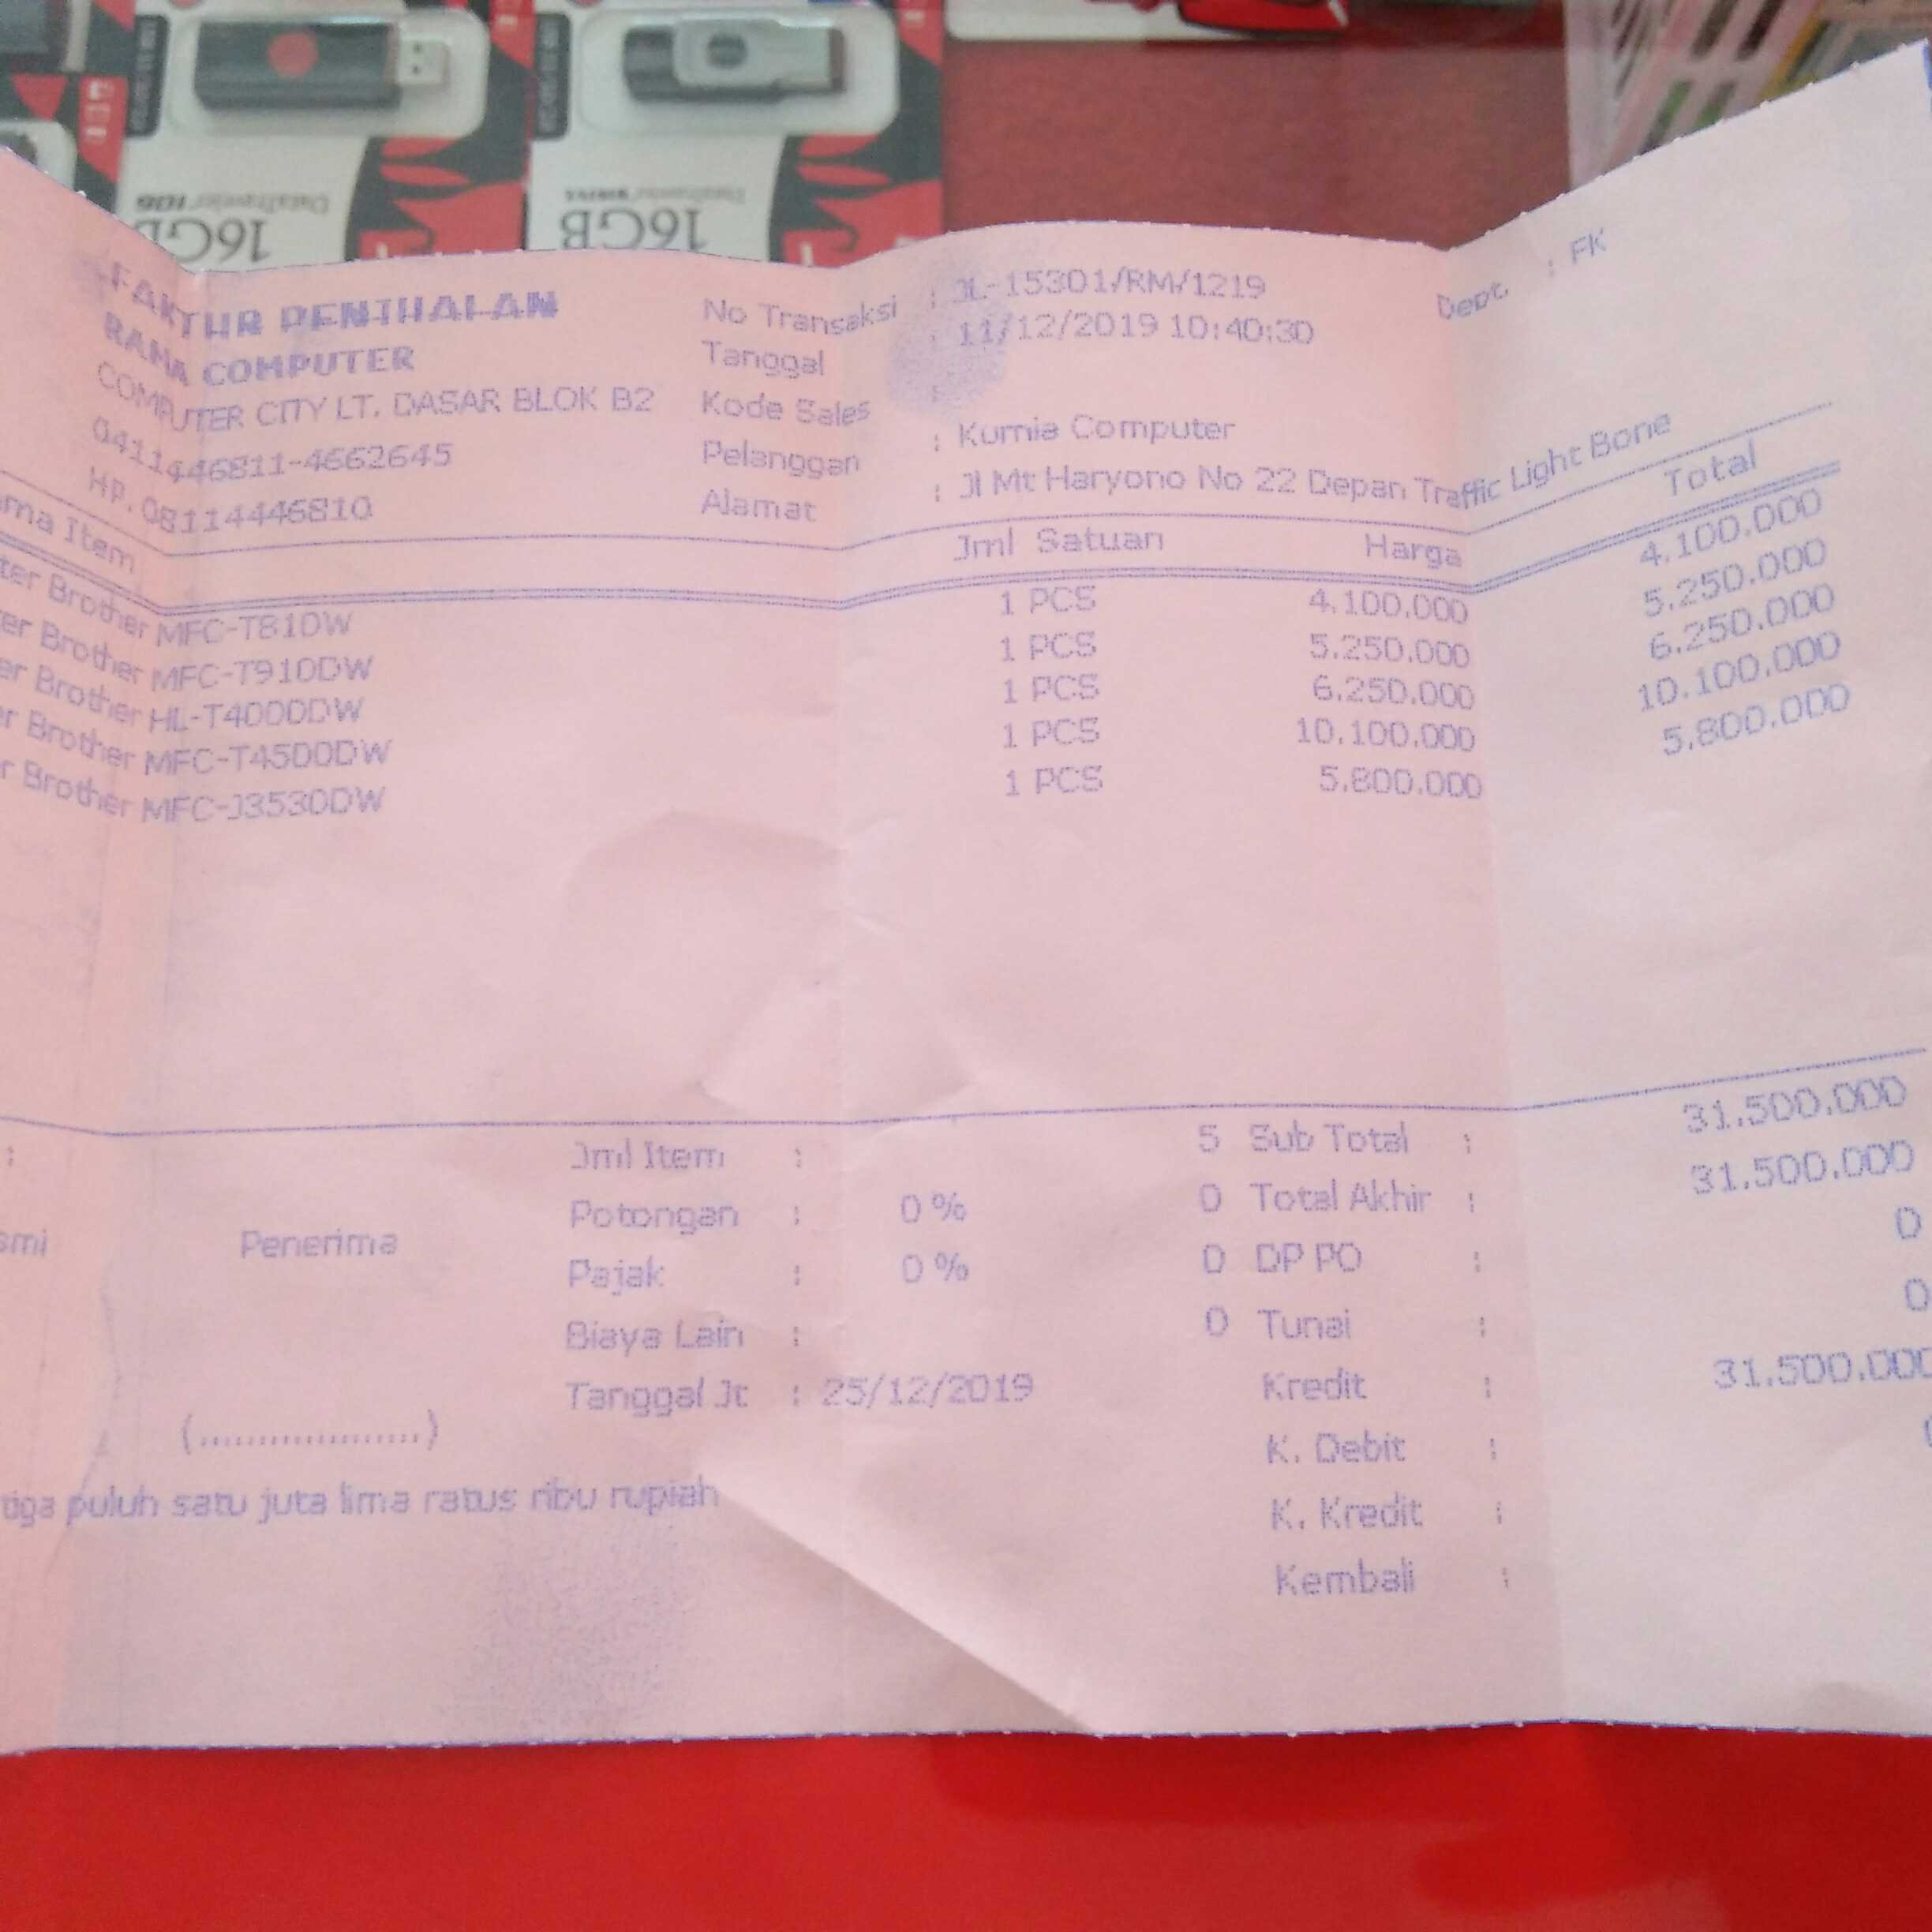 16GB
DataTraveler 106
16GB
DataTraveler
FAKTUR PENJUALAN
RAMA COMPUTER
COMPUTER CITY LT. DASAR BLOK B2
0411446811-4662645
HP. 08114446810
No Transaksi : JL-15301/RM/1219
Tanggal : 11/12/2019 10:40:30
Kode Sales :
Pelanggan : Kurnia Computer
Alamat : Jl Mt Haryono No 22 Depan Traffic Light Bone
Dept. : FK
ma Item Jml Satuan Harga Total
ter Brother MFC-T810W 1 PCS 4.100.000 4.100.000
er Brother MFC-T910DW 1 PCS 5.250.000 5.250.000
er Brother HL-T4000DW 1 PCS 6.250.000 6.250.000
r Brother MFC-T4500DW 1 PCS 10.100.000 10.100.000
r Brother MFC-J3530DW 1 PCS 5.800.000 5.800.000
: Jml Item : 5 Sub Total : 31.500.000
Potongan : 0 % 0 Total Akhir : 31.500.000
smi Penerima
Pajak : 0 % 0 DP PO : 0
Biaya Lain : 0 Tunai : 0
Tanggal Jt : 25/12/2019 Kredit : 31.500.000
(....................)
K. Debit : 0
tiga puluh satu juta lima ratus ribu rupiah
K. Kredit :
Kembali :